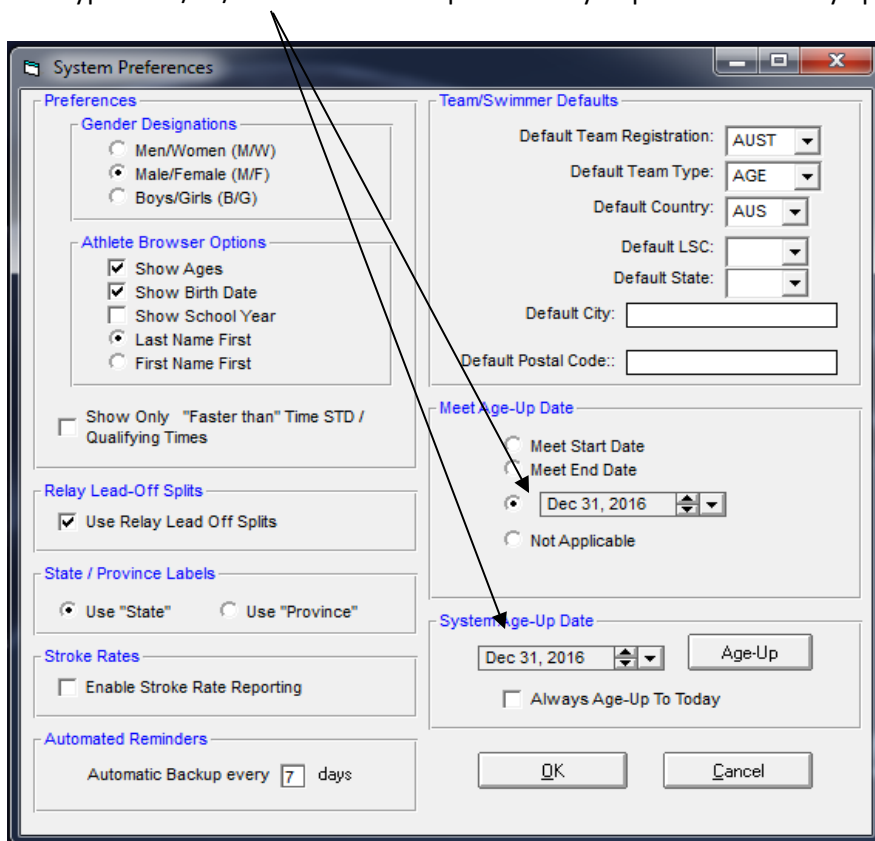 System Preferences
Preferences
Gender Designations
Men/Women (M/W)
Male/Female (M/F)
Boys/Girls (B/G)
Athlete Browser Options
Show Ages
Show Birth Date
Show School Year
Last Name First
First Name First
Show Only "Faster than" Time STD /
Qualifying Times
Relay Lead-Off Splits
Use Relay Lead Off Splits
State / Province Labels
Use "State" Use "Province"
Stroke Rates
Enable Stroke Rate Reporting
Automated Reminders
Automatic Backup every 7 days
Team/Swimmer Defaults
Default Team Registration: AUST
Default Team Type: AGE
Default Country: AUS
Default LSC:
Default State:
Default City:
Default Postal Code::
Meet Age-Up Date
Meet Start Date
Meet End Date
Dec 31, 2016
Not Applicable
System Age-Up Date
Dec 31, 2016 Age-Up
Always Age-Up To Today
OK Cancel